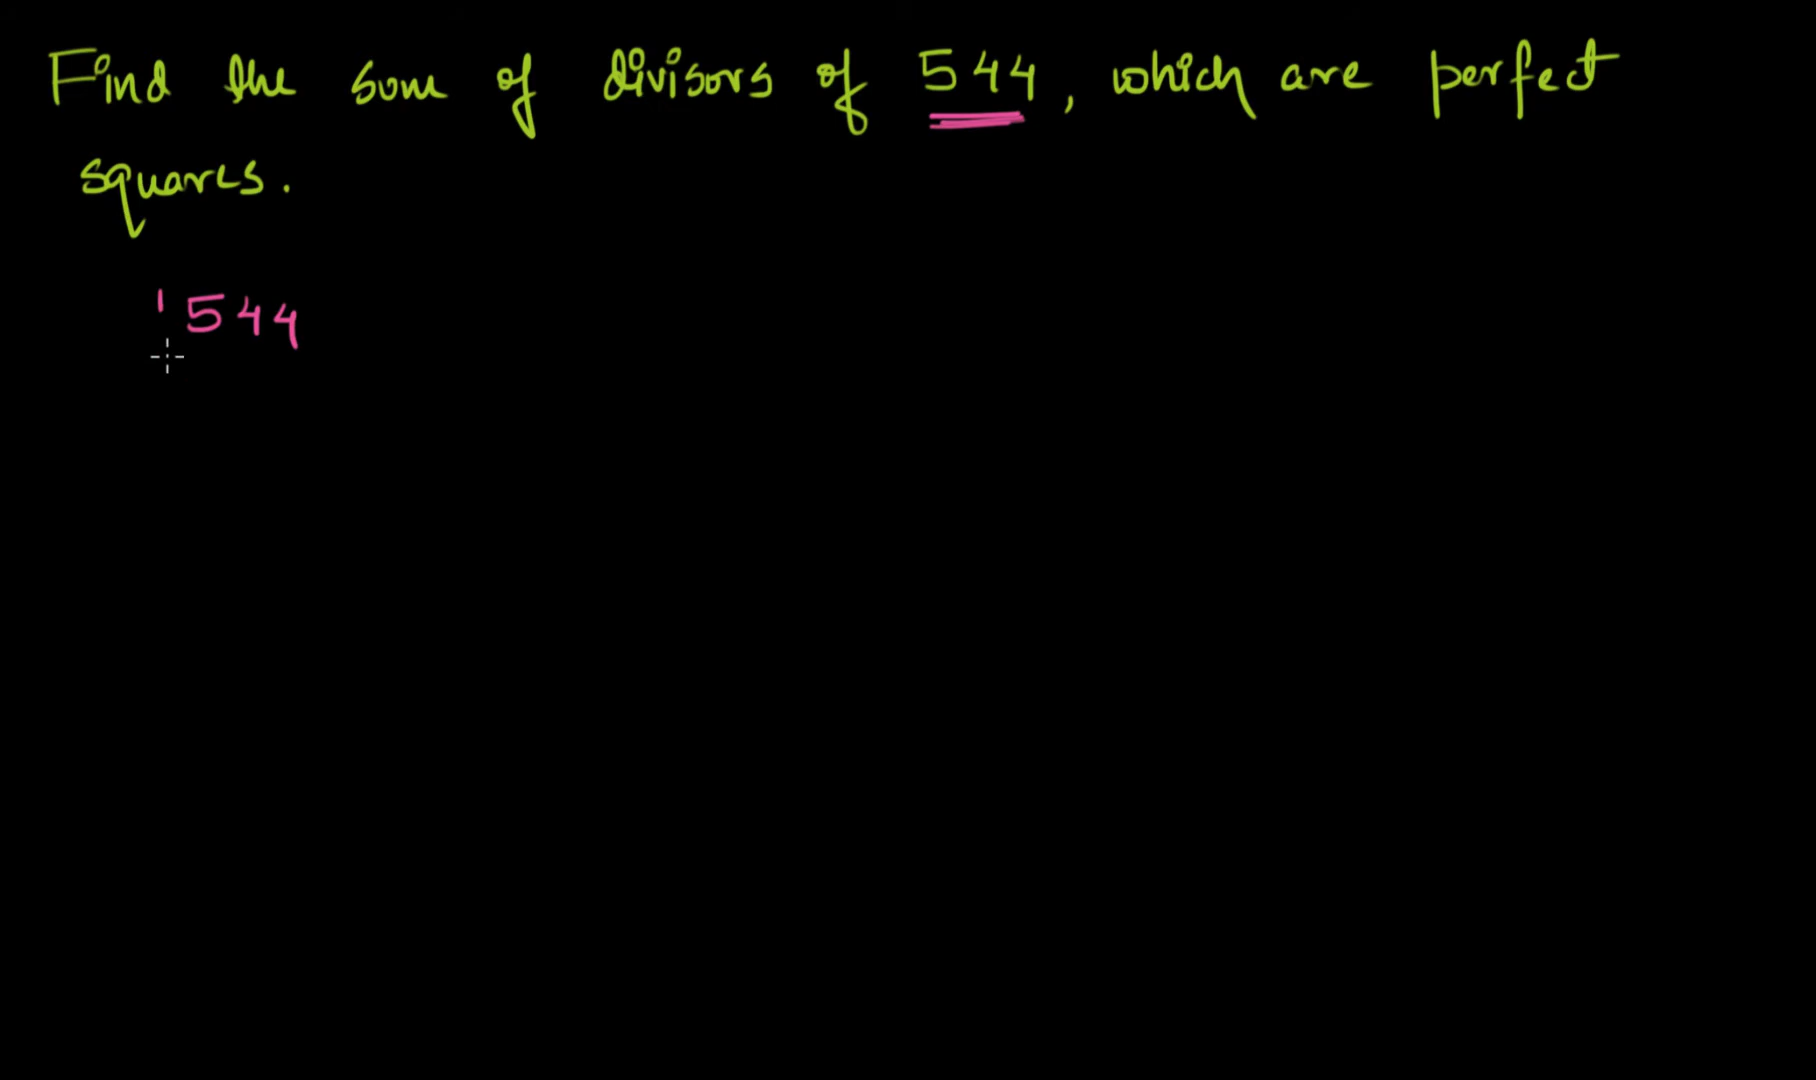 Find the sum of divisors of 544, which are perfect
squares.
544